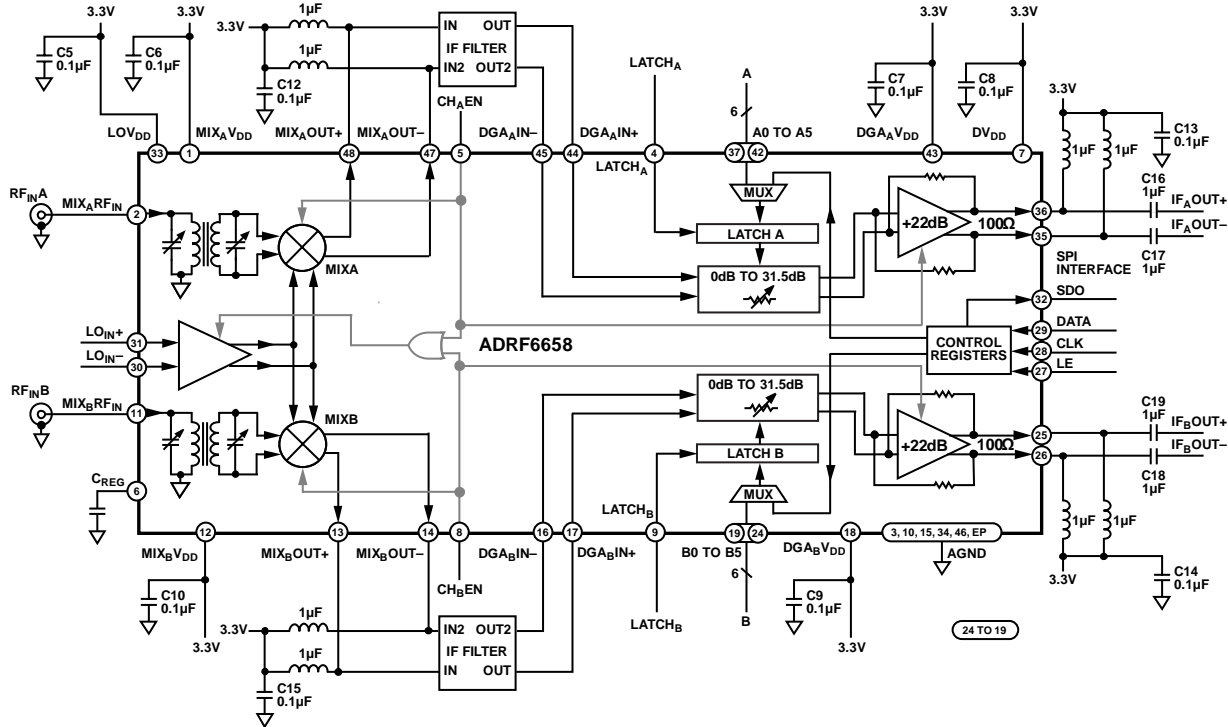 3.3V
C5
0.1µF
3.3V
C6
0.1µF
3.3V
1µF
1µF
C12
0.1µF
IN OUT
IF FILTER
IN2 OUT2
CHAEN
LATCHA
A
6
3.3V
C7
0.1µF
3.3V
C8
0.1µF
3.3V
1µF
1µF
C13
0.1µF
LOVDD
MIXAVDD
MIXAOUT+
MIXAOUT−
DGAAIN−
DGAAIN+
A0 TO A5
DGAAVDD
DVDD
33
1
48
47
5
45
44
4
37
42
43
7
LATCHA
RFINA
MIXARFIN
2
MIXA
MUX
LATCH A
0dB TO 31.5dB
+22dB
100Ω
36
35
C16
1µF
IFAOUT+
IFAOUT−
C17
1µF
SPI
INTERFACE
32
SDO
29
DATA
28
CLK
27
LE
CONTROL
REGISTERS
LOIN+
31
LOIN−
30
ADRF6658
RFINB
MIXBRFIN
11
MIXB
0dB TO 31.5dB
LATCH B
MUX
+22dB
100Ω
25
26
C19
1µF
IFBOUT+
IFBOUT−
C18
1µF
CREG
6
LATCHB
12
13
14
8
16
17
9
19
24
18
3, 10, 15, 34, 46, EP
MIXBVDD
MIXBOUT+
MIXBOUT−
DGABIN−
DGABIN+
B0 TO B5
DGABVDD
AGND
1µF
1µF
3.3V
C14
0.1µF
C10
0.1µF
3.3V
CHBEN
LATCHB
6
B
C9
0.1µF
3.3V
24 TO 19
3.3V
1µF
1µF
C15
0.1µF
IN2 OUT2
IF FILTER
IN OUT